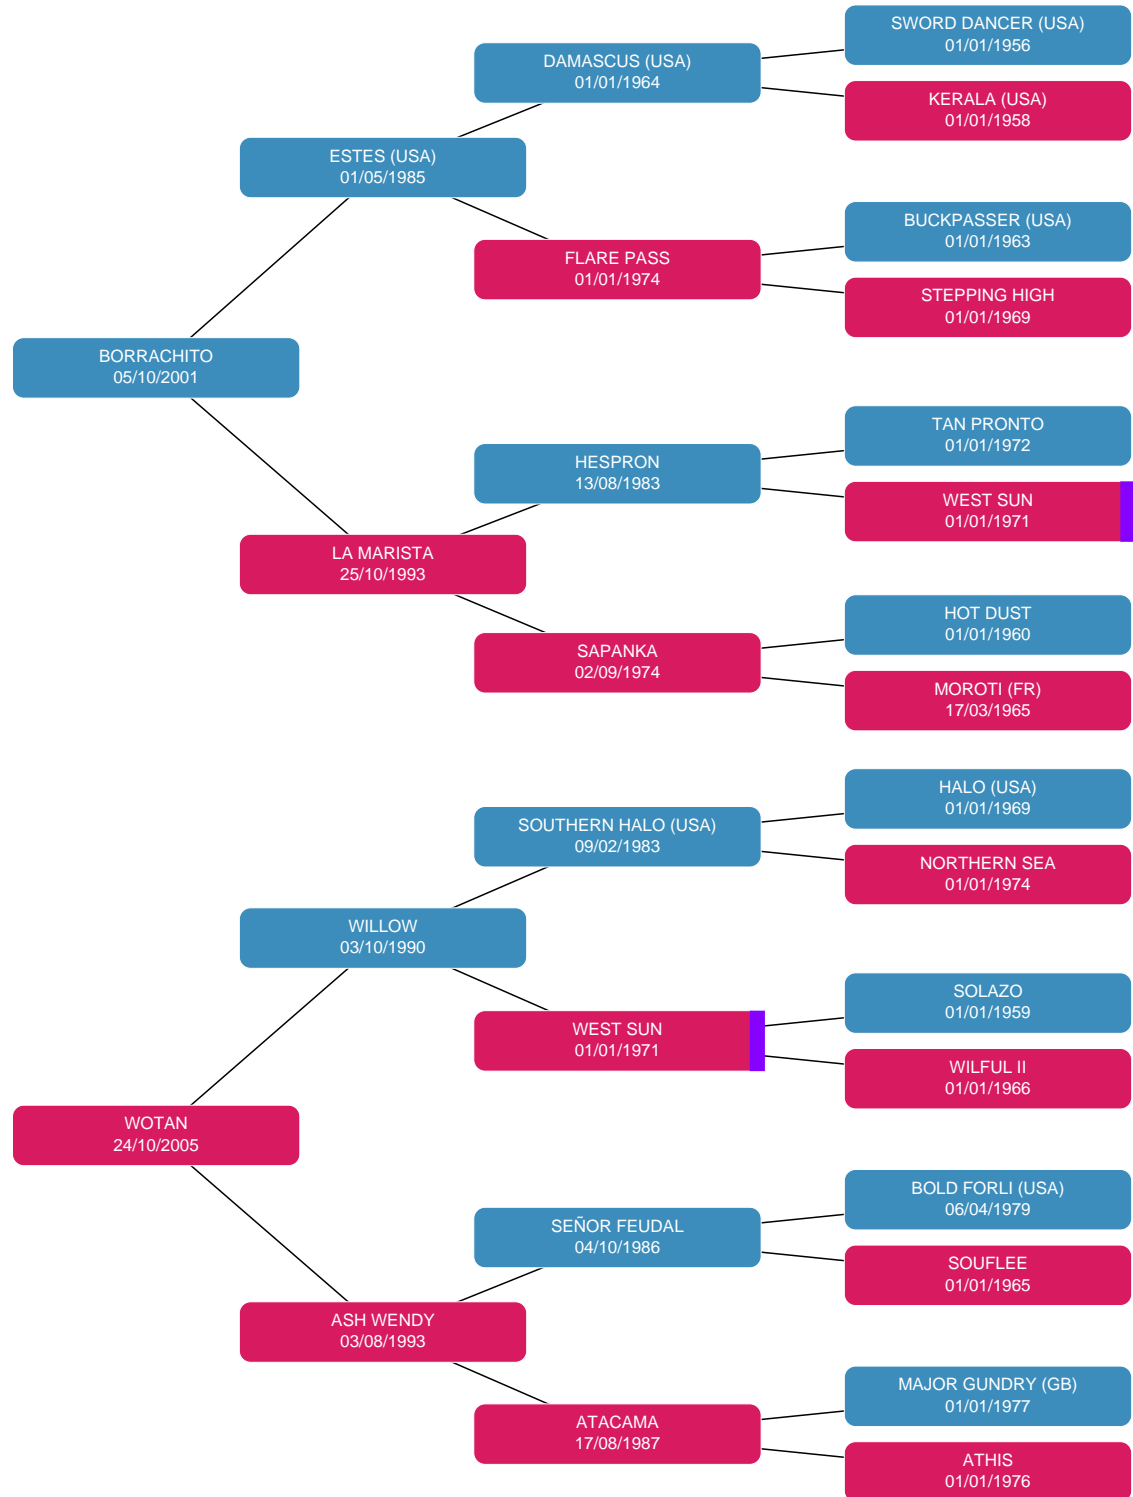 SWORD DANCER (USA)
01/01/1956
DAMASCUS (USA)
01/01/1964
KERALA (USA)
01/01/1958
ESTES (USA)
01/05/1985
BUCKPASSER (USA)
01/01/1963
FLARE PASS
01/01/1974
STEPPING HIGH
01/01/1969
BORRACHITO
05/10/2001
TAN PRONTO
01/01/1972
HESPRON
13/08/1983
WEST SUN
01/01/1971
LA MARISTA
25/10/1993
HOT DUST
01/01/1960
SAPANKA
02/09/1974
MOROTI (FR)
17/03/1965
HALO (USA)
01/01/1969
SOUTHERN HALO (USA)
09/02/1983
NORTHERN SEA
01/01/1974
WILLOW
03/10/1990
SOLAZO
01/01/1959
WEST SUN
01/01/1971
WILFUL II
01/01/1966
WOTAN
24/10/2005
BOLD FORLI (USA)
06/04/1979
SEÑOR FEUDAL
04/10/1986
SOUFLEE
01/01/1965
ASH WENDY
03/08/1993
MAJOR GUNDRY (GB)
01/01/1977
ATACAMA
17/08/1987
ATHIS
01/01/1976